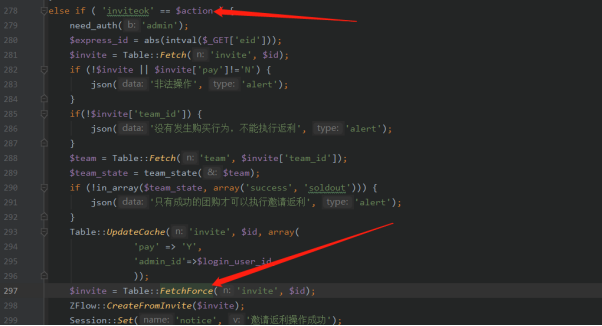 278 else if ( 'inviteok' == $action
279 need_auth( b: 'admin');
280 $express_id = abs(intval($_GET['eid']));
281 $invite = Table::Fetch( n: 'invite', $id);
282 if (!$invite || $invite['pay']!='N') {
283 json( data: '非法操作', type: 'alert');
284 }
285 if(!$invite['team_id']) {
286 json( data: '没有发生购买行为，不能执行返利', type: 'alert');
287 }
288 $team = Table::Fetch( n: 'team', $invite['team_id']);
289 $team_state = team_state( &: $team);
290 if (!in_array($team_state, array('success', 'soldout'))) {
291 json( data: '只有成功的团购才可以执行邀请返利', type: 'alert');
292 }
293 Table::UpdateCache( n: 'invite', $id, array(
294 'pay' => 'Y',
295 'admin_id'=>$login_user_id,
296 ));
297 $invite = Table::FetchForce( n: 'invite', $id);
298 ZFlow::CreateFromInvite($invite);
299 Session::Set( name: 'notice', v: '邀请返利操作成功');